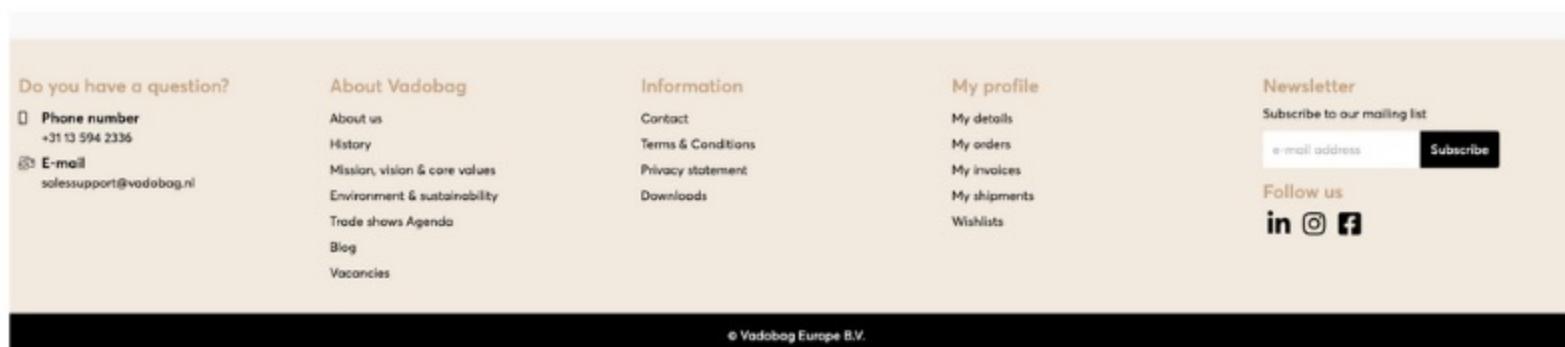 Do you have a question?
Phone number
+31 13 594 2336
E-mail
salessupport@vadobag.nl
About Vadobag
About us
History
Mission, vision & core values
Environment & sustainability
Trade shows Agenda
Blog
Vacancies
Information
Contact
Terms & Conditions
Privacy statement
Downloads
My profile
My details
My orders
My invoices
My shipments
Wishlists
Newsletter
Subscribe to our mailing list
e-mail address
Subscribe
Follow us
© Vadobag Europe B.V.